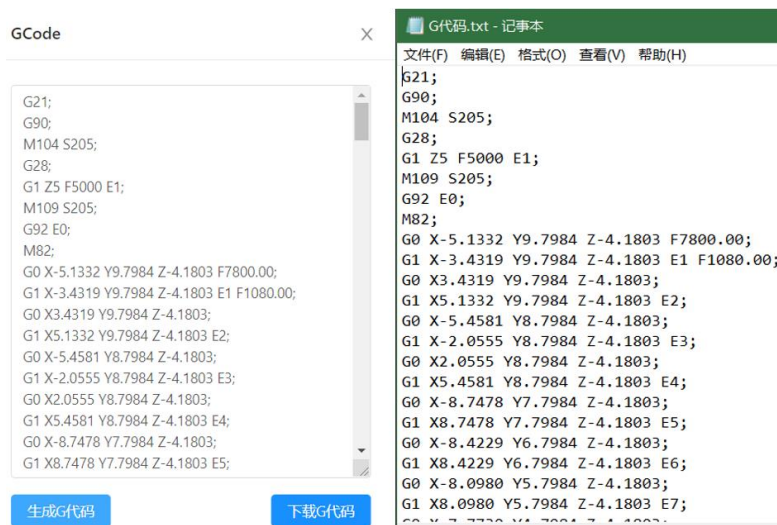 GCode
G21;
G90;
M104 S205;
G28;
G1 Z5 F5000 E1;
M109 S205;
G92 E0;
M82;
G0 X-5.1332 Y9.7984 Z-4.1803 F7800.00;
G1 X-3.4319 Y9.7984 Z-4.1803 E1 F1080.00;
G0 X3.4319 Y9.7984 Z-4.1803;
G1 X5.1332 Y9.7984 Z-4.1803 E2;
G0 X-5.4581 Y8.7984 Z-4.1803;
G1 X-2.0555 Y8.7984 Z-4.1803 E3;
G0 X2.0555 Y8.7984 Z-4.1803;
G1 X5.4581 Y8.7984 Z-4.1803 E4;
G0 X-8.7478 Y7.7984 Z-4.1803;
G1 X8.7478 Y7.7984 Z-4.1803 E5;
生成G代码
下载G代码
G代码.txt - 记事本
文件(F) 编辑(E) 格式(O) 查看(V) 帮助(H)
G21;
G90;
M104 S205;
G28;
G1 Z5 F5000 E1;
M109 S205;
G92 E0;
M82;
G0 X-5.1332 Y9.7984 Z-4.1803 F7800.00;
G1 X-3.4319 Y9.7984 Z-4.1803 E1 F1080.00;
G0 X3.4319 Y9.7984 Z-4.1803;
G1 X5.1332 Y9.7984 Z-4.1803 E2;
G0 X-5.4581 Y8.7984 Z-4.1803;
G1 X-2.0555 Y8.7984 Z-4.1803 E3;
G0 X2.0555 Y8.7984 Z-4.1803;
G1 X5.4581 Y8.7984 Z-4.1803 E4;
G0 X-8.7478 Y7.7984 Z-4.1803;
G1 X8.7478 Y7.7984 Z-4.1803 E5;
G0 X-8.4229 Y6.7984 Z-4.1803;
G1 X8.4229 Y6.7984 Z-4.1803 E6;
G0 X-8.0980 Y5.7984 Z-4.1803;
G1 X8.0980 Y5.7984 Z-4.1803 E7;